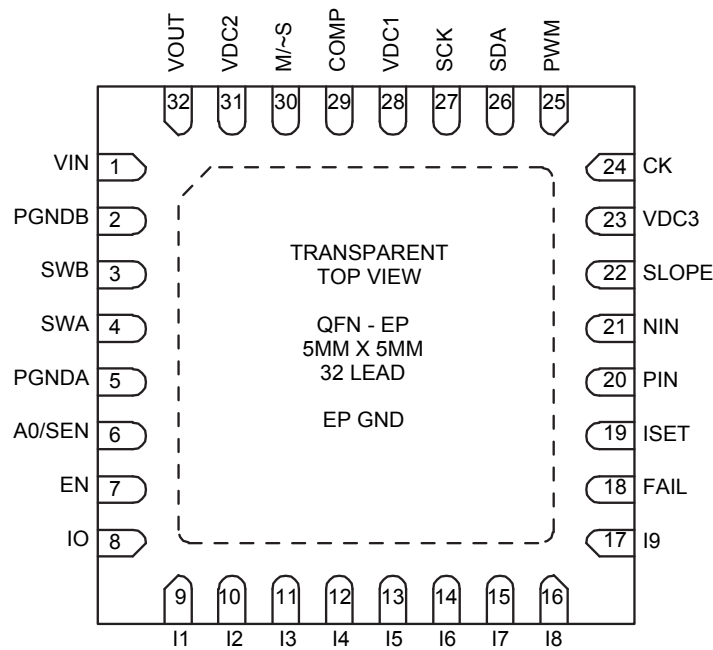 VOUT
VDC2
M/~S
COMP
VDC1
SCK
SDA
PWM
32
31
30
29
28
27
26
25
VIN 1
PGNDB 2
SWB 3
SWA 4
PGNDA 5
A0/SEN 6
EN 7
IO 8
TRANSPARENT
TOP VIEW
QFN - EP
5MM X 5MM
32 LEAD
EP GND
24 CK
23 VDC3
22 SLOPE
21 NIN
20 PIN
19 ISET
18 FAIL
17 I9
9
10
11
12
13
14
15
16
I1
I2
I3
I4
I5
I6
I7
I8